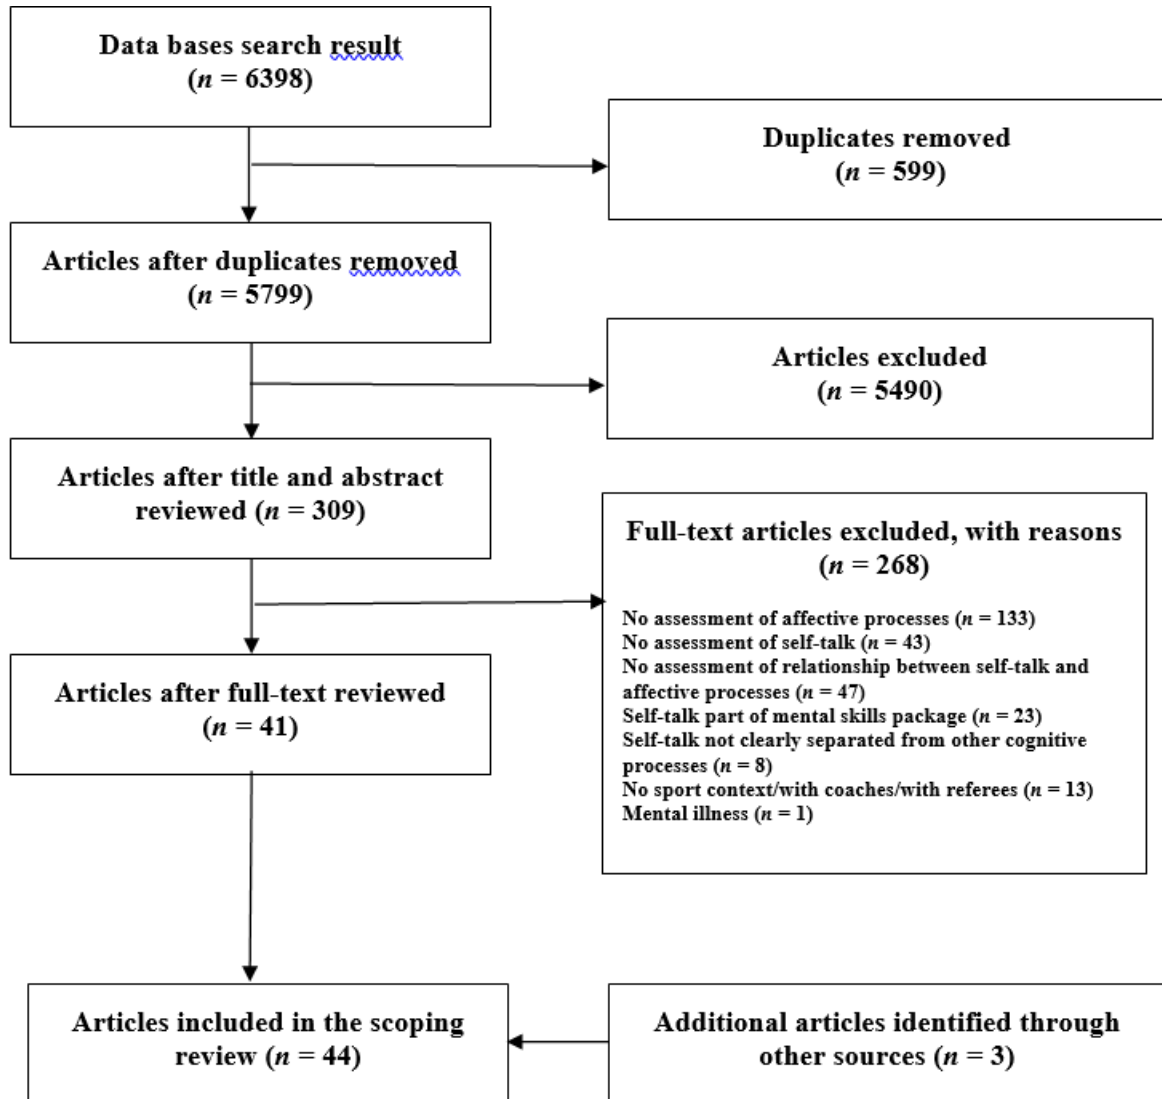 Data bases search result
(n = 6398)
Duplicates removed
(n = 599)
Articles after duplicates removed
(n = 5799)
Articles excluded
(n = 5490)
Articles after title and abstract
reviewed (n = 309)
Full-text articles excluded, with reasons
(n = 268)
No assessment of affective processes (n = 133)
No assessment of self-talk (n = 43)
No assessment of relationship between self-talk and
affective processes (n = 47)
Self-talk part of mental skills package (n = 23)
Self-talk not clearly separated from other cognitive
processes (n = 8)
No sport context/with coaches/with referees (n = 13)
Mental illness (n = 1)
Articles after full-text reviewed
(n = 41)
Articles included in the scoping
review (n = 44)
Additional articles identified through
other sources (n = 3)